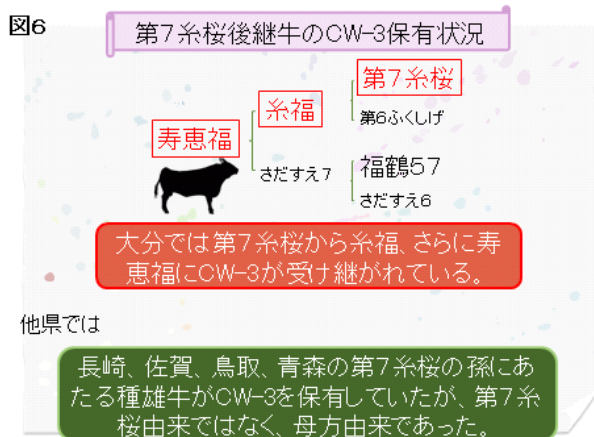 図6
第7糸桜後継牛のCW-3保有状況
第7糸桜
糸福
第6ふくしげ
寿恵福
福鶴57
さだすえ7
さだすえ6
大分では第7糸桜から糸福、さらに寿
恵福にCW-3が受け継がれている。
他県では
長崎、佐賀、鳥取、青森の第7糸桜の孫にあ
たる種雄牛がCW-3を保有していたが、第7糸
桜由来ではなく、母方由来であった。